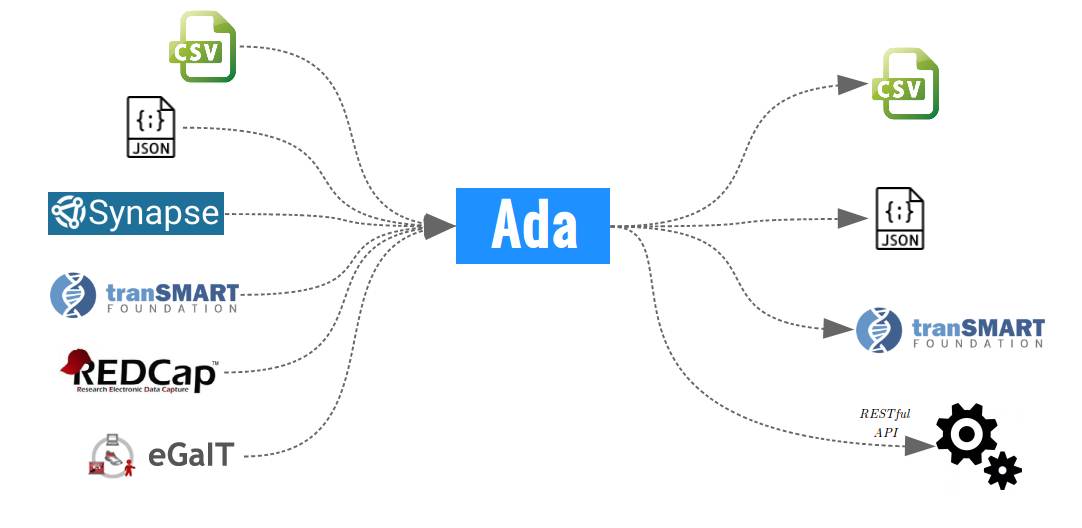 CSV
{;}
JSON
Synapse
tranSMART
FOUNDATION
REDCap™
Research Electronic Data Capture
eGaIT
Ada
CSV
{;}
JSON
tranSMART
FOUNDATION
RESTful
API